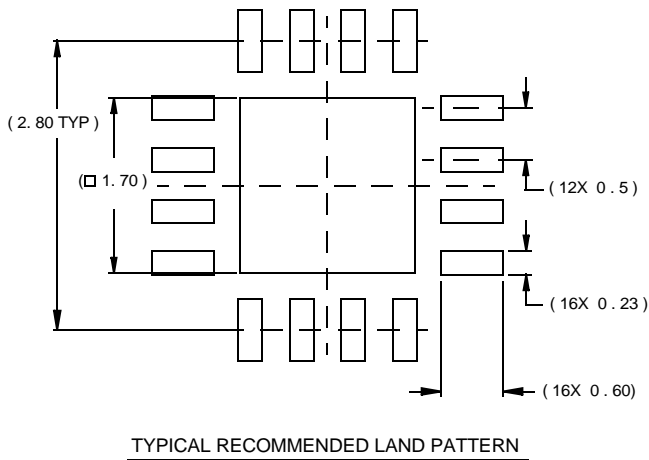 ( 2. 80 TYP )
(□ 1. 70 )
( 12X 0 . 5 )
( 16X 0 . 23 )
( 16X 0 . 60)
TYPICAL RECOMMENDED LAND PATTERN